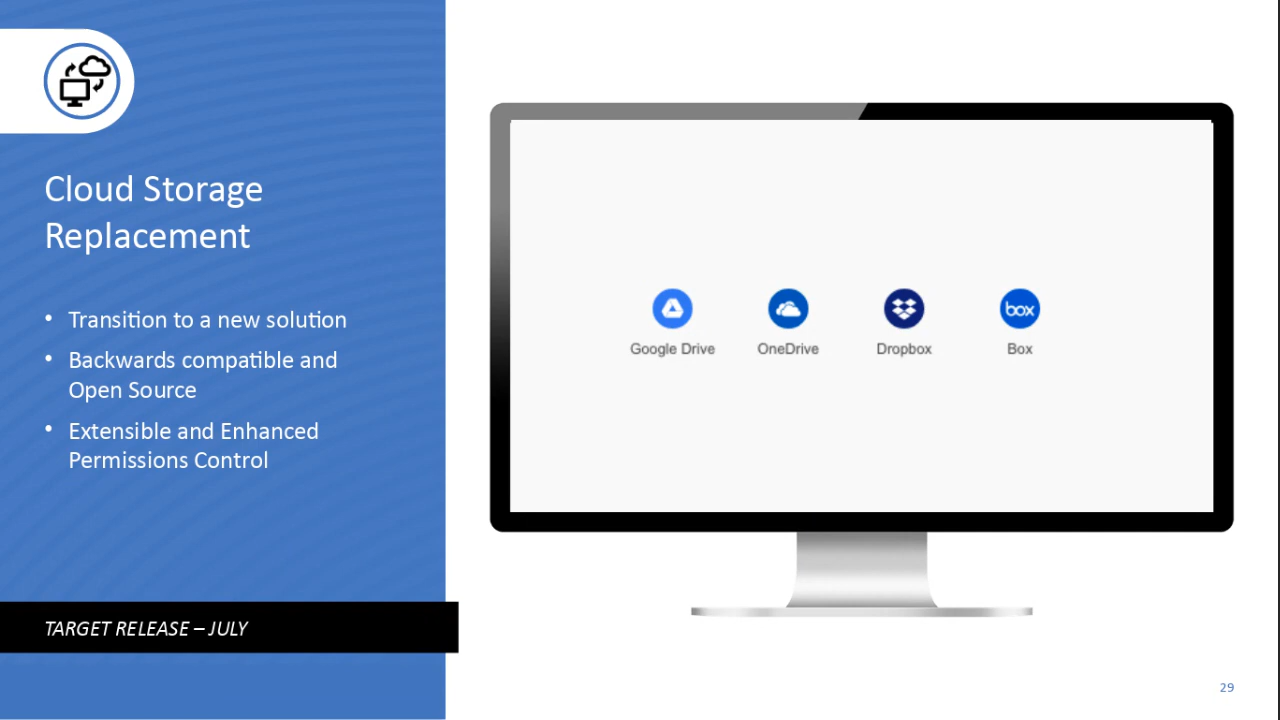 Cloud Storage
Replacement
• Transition to a new solution
• Backwards compatible and
Open Source
• Extensible and Enhanced
Permissions Control
TARGET RELEASE – JULY
box
Google Drive
OneDrive
Dropbox
Box
29